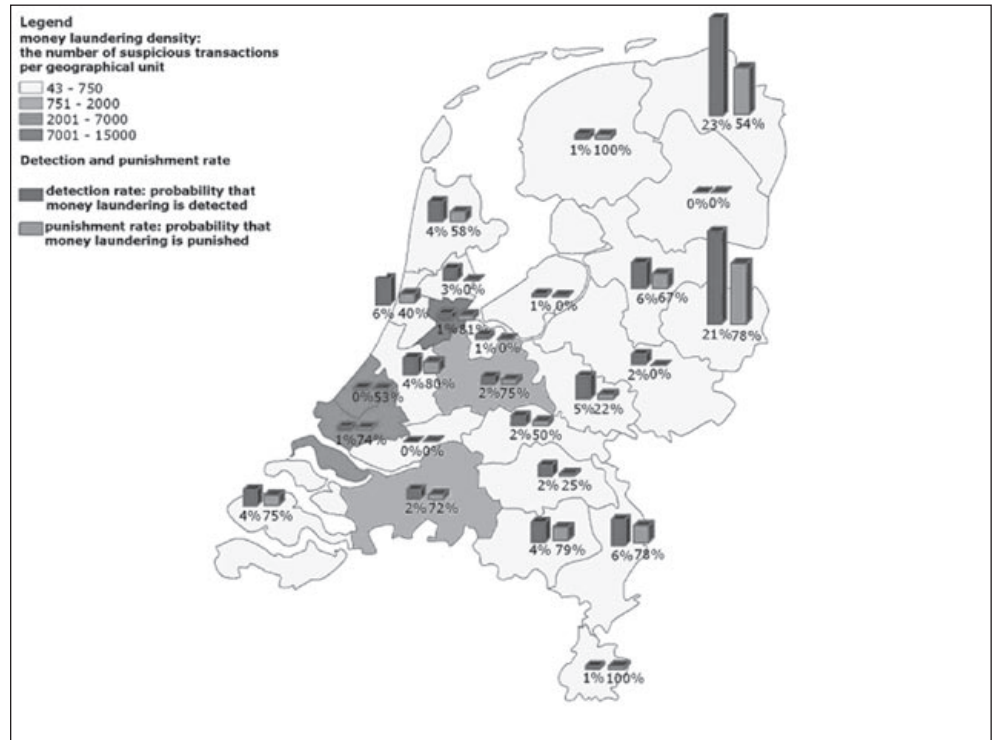 Legend
money laundering density:
the number of suspicious transactions
per geographical unit
43 - 750
751 - 2000
2001 - 7000
7001 - 15000
Detection and punishment rate
detection rate: probability that
money laundering is detected
punishment rate: probability that
money laundering is punished
23% 54%
1% 100%
0%0%
4% 58%
3%0%
6% 40%
1%81%
1% 0%
6%67%
21%78%
1%0%
4%80%
2%75%
2%0%
0%53%
5%22%
1%74%
0%0%
2%50%
2% 25%
4% 75%
2%72%
4% 79%
6%78%
1%100%